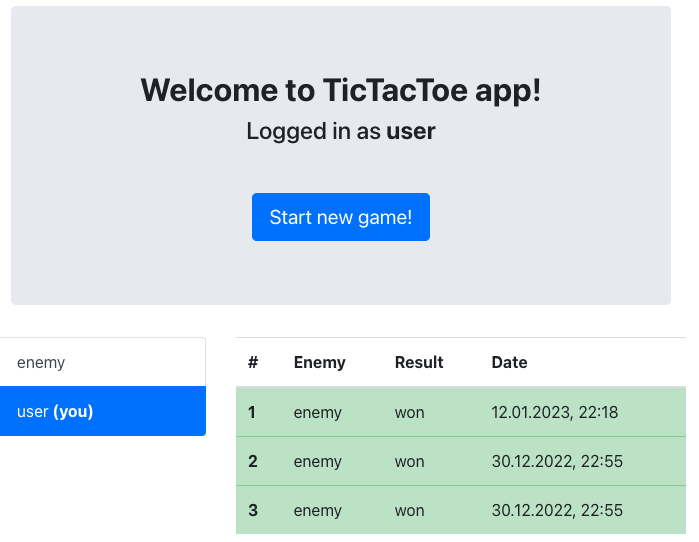 Welcome to TicTacToe app!
Logged in as user
Start new game!
enemy
user (you)
# Enemy Result Date
1 enemy won 12.01.2023, 22:18
2 enemy won 30.12.2022, 22:55
3 enemy won 30.12.2022, 22:55